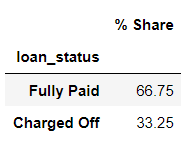 % Share
loan_status
Fully Paid 66.75
Charged Off 33.25